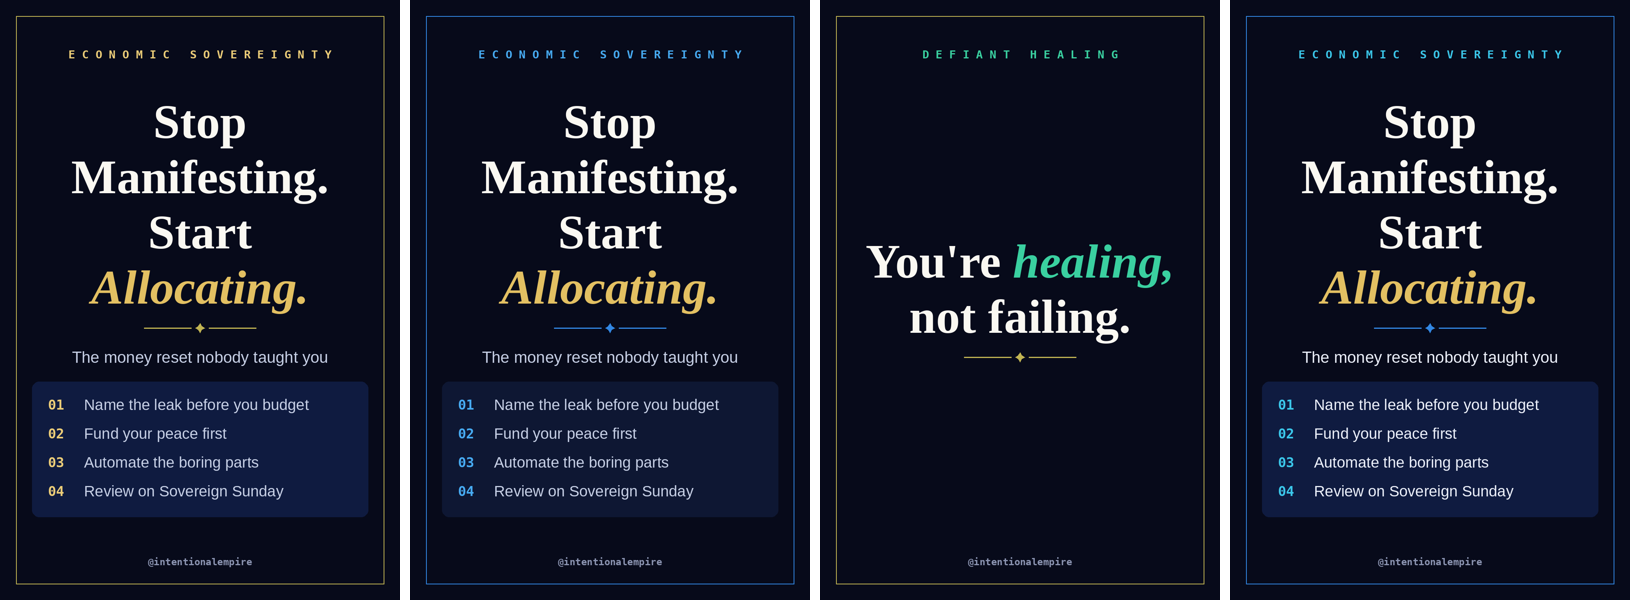 ECONOMIC SOVEREIGNTY
Stop
Manifesting.
Start
Allocating.
The money reset nobody taught you
01 Name the leak before you budget
02 Fund your peace first
03 Automate the boring parts
04 Review on Sovereign Sunday
@intentionalempire
ECONOMIC SOVEREIGNTY
Stop
Manifesting.
Start
Allocating.
The money reset nobody taught you
01 Name the leak before you budget
02 Fund your peace first
03 Automate the boring parts
04 Review on Sovereign Sunday
@intentionalempire
DEFIANT HEALING
You're healing,
not failing.
@intentionalempire
ECONOMIC SOVEREIGNTY
Stop
Manifesting.
Start
Allocating.
The money reset nobody taught you
01 Name the leak before you budget
02 Fund your peace first
03 Automate the boring parts
04 Review on Sovereign Sunday
@intentionalempire